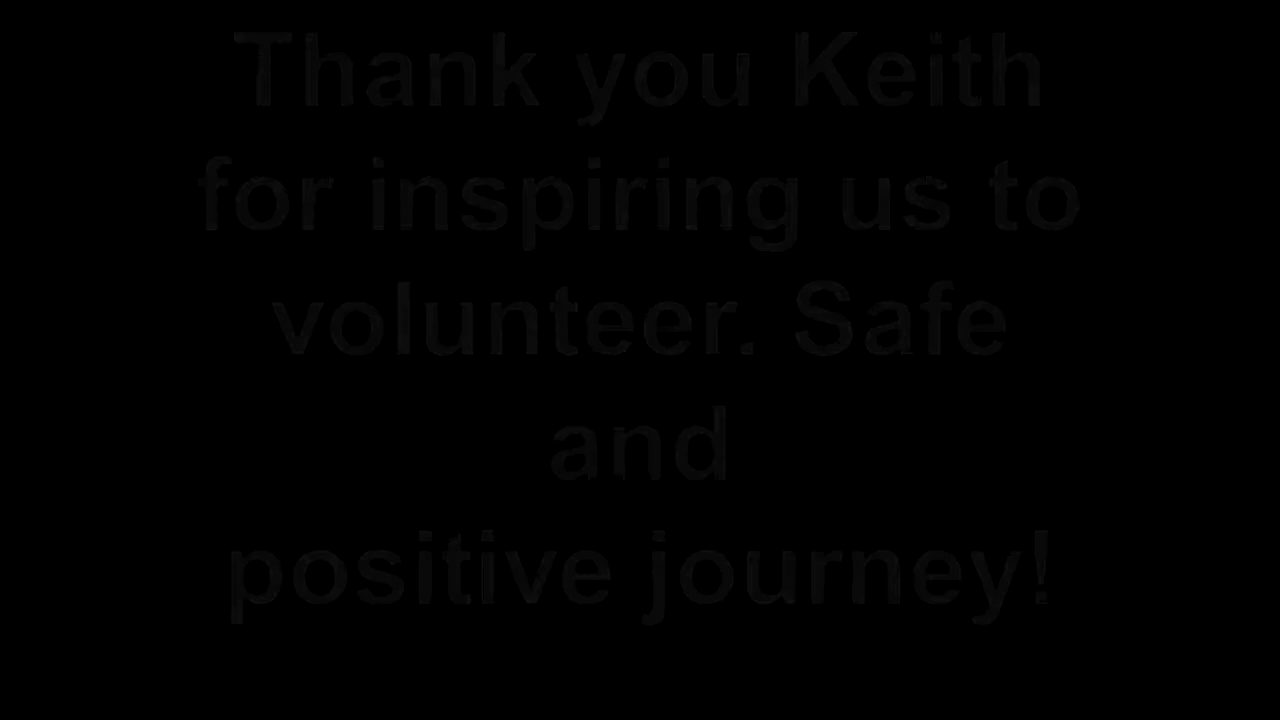 Thank you Keith
for inspiring us to
volunteer. Safe
and
positive journey!